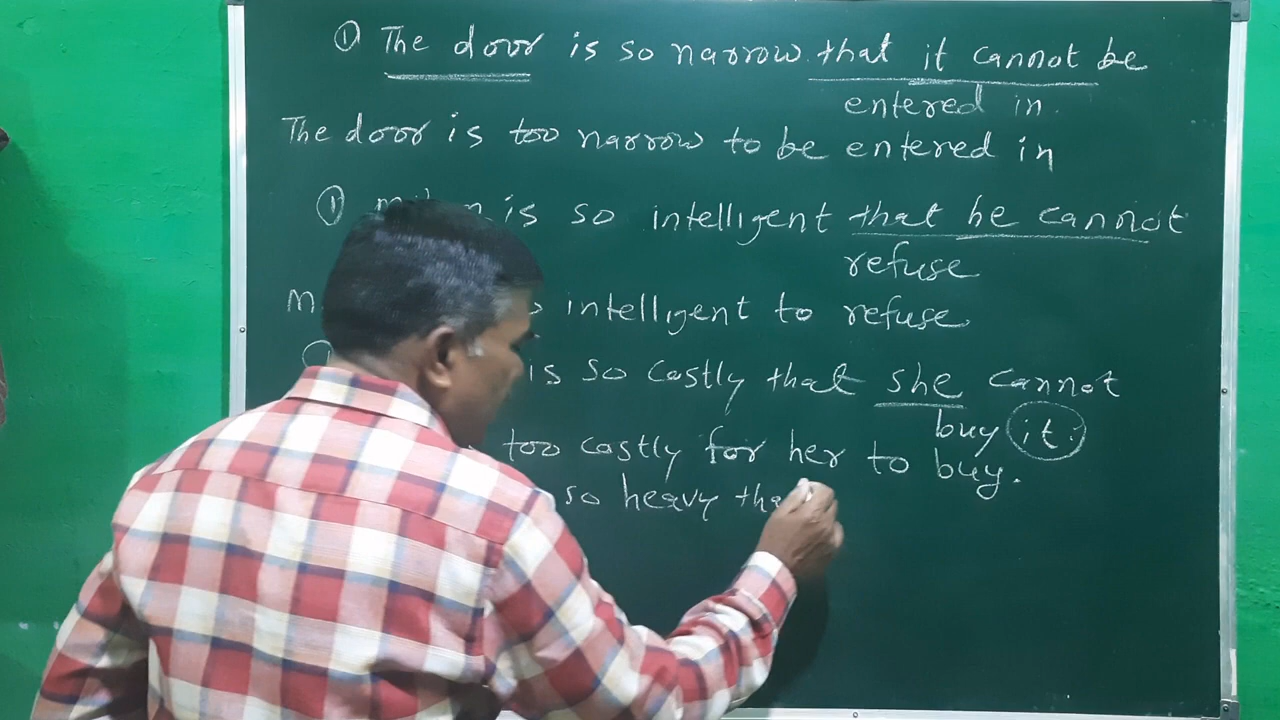 ① The door is so narrow that it cannot be
entered in.
The door is too narrow to be entered in
① is so intelligent that he cannot
refuse
intelligent to refuse
is so costly that she cannot
buy it.
too costly for her to buy.
so heavy tha